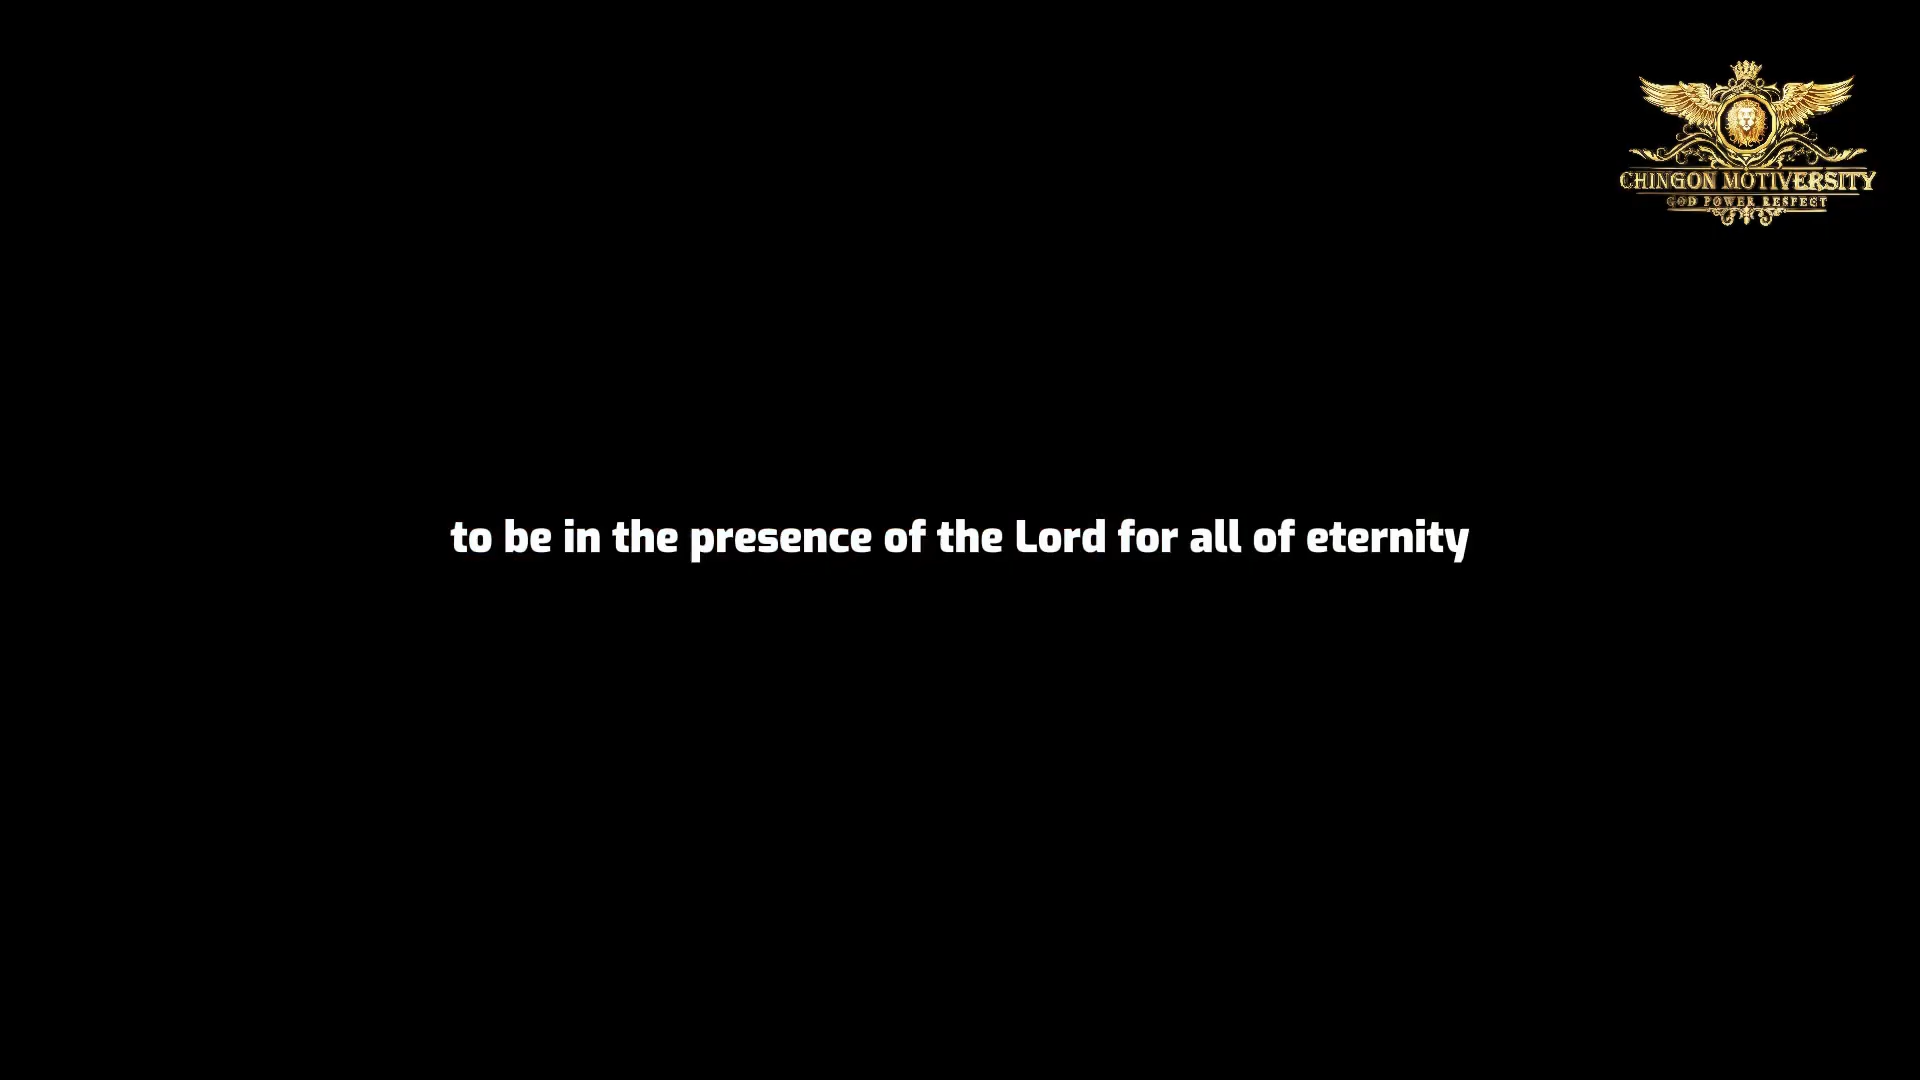 CHINGON MOTIVERSITY
GOD POWER RESPECT
to be in the presence of the Lord for all of eternity